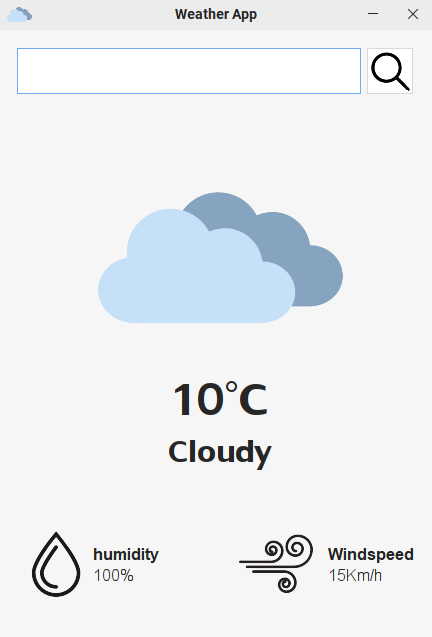 Weather App
10°C
Cloudy
humidity
100%
Windspeed
15Km/h